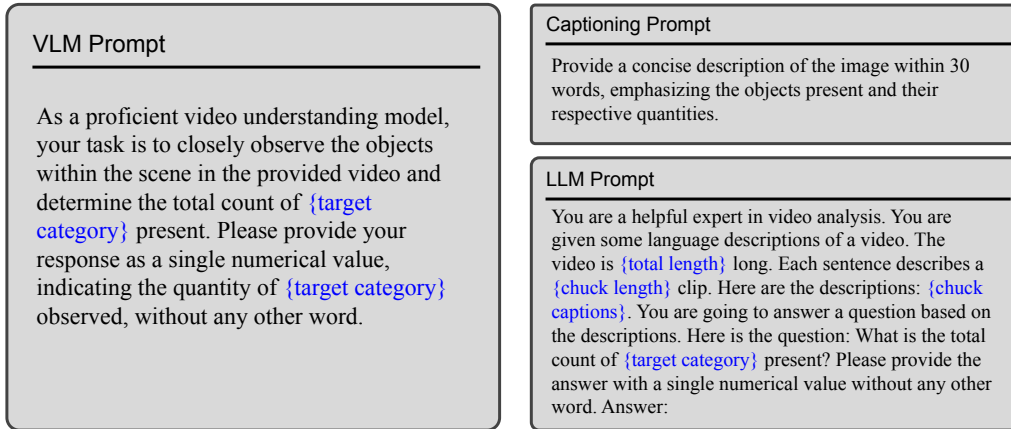 VLM Prompt
As a proficient video understanding model,
your task is to closely observe the objects
within the scene in the provided video and
determine the total count of {target
category} present. Please provide your
response as a single numerical value,
indicating the quantity of {target category}
observed, without any other word.
Captioning Prompt
Provide a concise description of the image within 30
words, emphasizing the objects present and their
respective quantities.
LLM Prompt
You are a helpful expert in video analysis. You are
given some language descriptions of a video. The
video is {total length} long. Each sentence describes a
{chuck length} clip. Here are the descriptions: {chuck
captions}. You are going to answer a question based on
the descriptions. Here is the question: What is the total
count of {target category} present? Please provide the
answer with a single numerical value without any other
word. Answer: